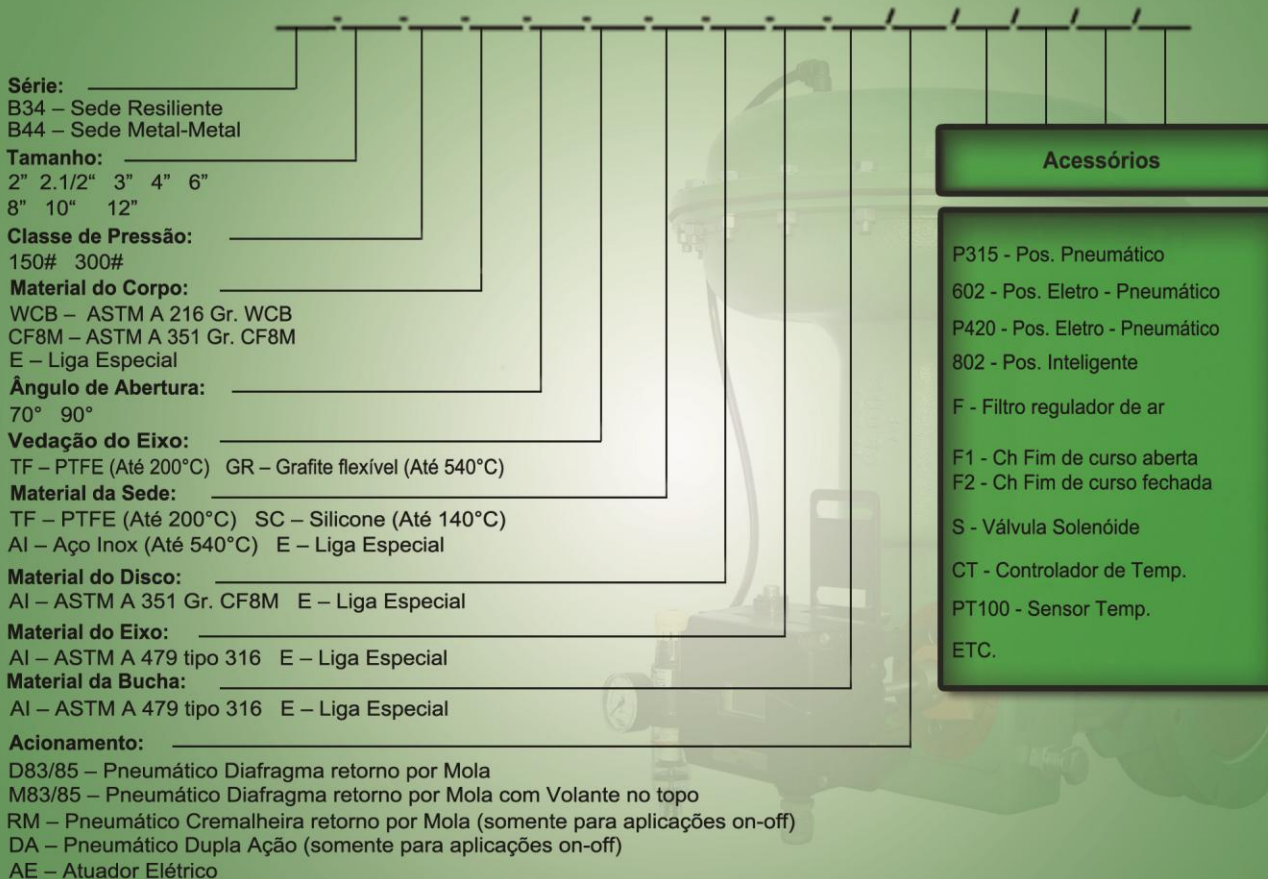 Série:
B34 – Sede Resiliente
B44 – Sede Metal-Metal
Tamanho:
2” 2.1/2“ 3” 4” 6”
8” 10“ 12”
Classe de Pressão:
150# 300#
Material do Corpo:
WCB – ASTM A 216 Gr. WCB
CF8M – ASTM A 351 Gr. CF8M
E – Liga Especial
Ângulo de Abertura:
70° 90°
Vedação do Eixo:
TF – PTFE (Até 200°C) GR – Grafite flexível (Até 540°C)
Material da Sede:
TF – PTFE (Até 200°C) SC – Silicone (Até 140°C)
AI – Aço Inox (Até 540°C) E – Liga Especial
Material do Disco:
AI – ASTM A 351 Gr. CF8M E – Liga Especial
Material do Eixo:
AI – ASTM A 479 tipo 316 E – Liga Especial
Material da Bucha:
AI – ASTM A 479 tipo 316 E – Liga Especial
Acionamento:
D83/85 – Pneumático Diafragma retorno por Mola
M83/85 – Pneumático Diafragma retorno por Mola com Volante no topo
RM – Pneumático Cremalheira retorno por Mola (somente para aplicações on-off)
DA – Pneumático Dupla Ação (somente para aplicações on-off)
AE – Atuador Elétrico
Acessórios
P315 - Pos. Pneumático
602 - Pos. Eletro - Pneumático
P420 - Pos. Eletro - Pneumático
802 - Pos. Inteligente
F - Filtro regulador de ar
F1 - Ch Fim de curso aberta
F2 - Ch Fim de curso fechada
S - Válvula Solenóide
CT - Controlador de Temp.
PT100 - Sensor Temp.
ETC.